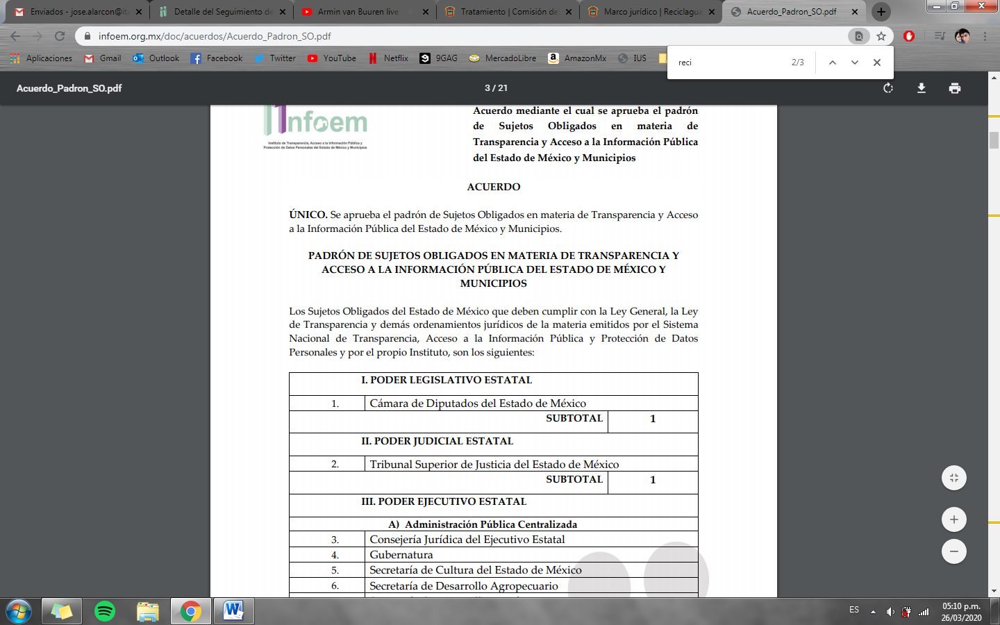 Enviados - jose.alarcon@it
Detalle del Seguimiento de
Armin van Buuren live
Tratamiento | Comisión de
Marco jurídico | Reciclagua
Acuerdo_Padron_SO.pdf
infoem.org.mx/doc/acuerdos/Acuerdo_Padron_SO.pdf
Aplicaciones
Gmail
Outlook
Facebook
Twitter
YouTube
Netflix
9GAG
MercadoLibre
AmazonMx
IUS
reci
2/3
Acuerdo_Padron_SO.pdf
3 / 21
Infoem
Instituto de Transparencia, Acceso a la Información Pública y
Protección de Datos Personales del Estado de México y Municipios
Acuerdo mediante el cual se aprueba el padrón
de Sujetos Obligados en materia de
Transparencia y Acceso a la Información Pública
del Estado de México y Municipios
ACUERDO
ÚNICO. Se aprueba el padrón de Sujetos Obligados en materia de Transparencia y Acceso
a la Información Pública del Estado de México y Municipios.
PADRÓN DE SUJETOS OBLIGADOS EN MATERIA DE TRANSPARENCIA Y
ACCESO A LA INFORMACIÓN PÚBLICA DEL ESTADO DE MÉXICO Y
MUNICIPIOS
Los Sujetos Obligados del Estado de México que deben cumplir con la Ley General, la Ley
de Transparencia y demás ordenamientos jurídicos de la materia emitidos por el Sistema
Nacional de Transparencia, Acceso a la Información Pública y Protección de Datos
Personales y por el propio Instituto, son los siguientes:
I. PODER LEGISLATIVO ESTATAL
1. Cámara de Diputados del Estado de México
SUBTOTAL 1
II. PODER JUDICIAL ESTATAL
2. Tribunal Superior de Justicia del Estado de México
SUBTOTAL 1
III. PODER EJECUTIVO ESTATAL
A) Administración Pública Centralizada
3. Consejería Jurídica del Ejecutivo Estatal
4. Gubernatura
5. Secretaría de Cultura del Estado de México
6. Secretaría de Desarrollo Agropecuario
ES
05:10 p.m.
26/03/2020